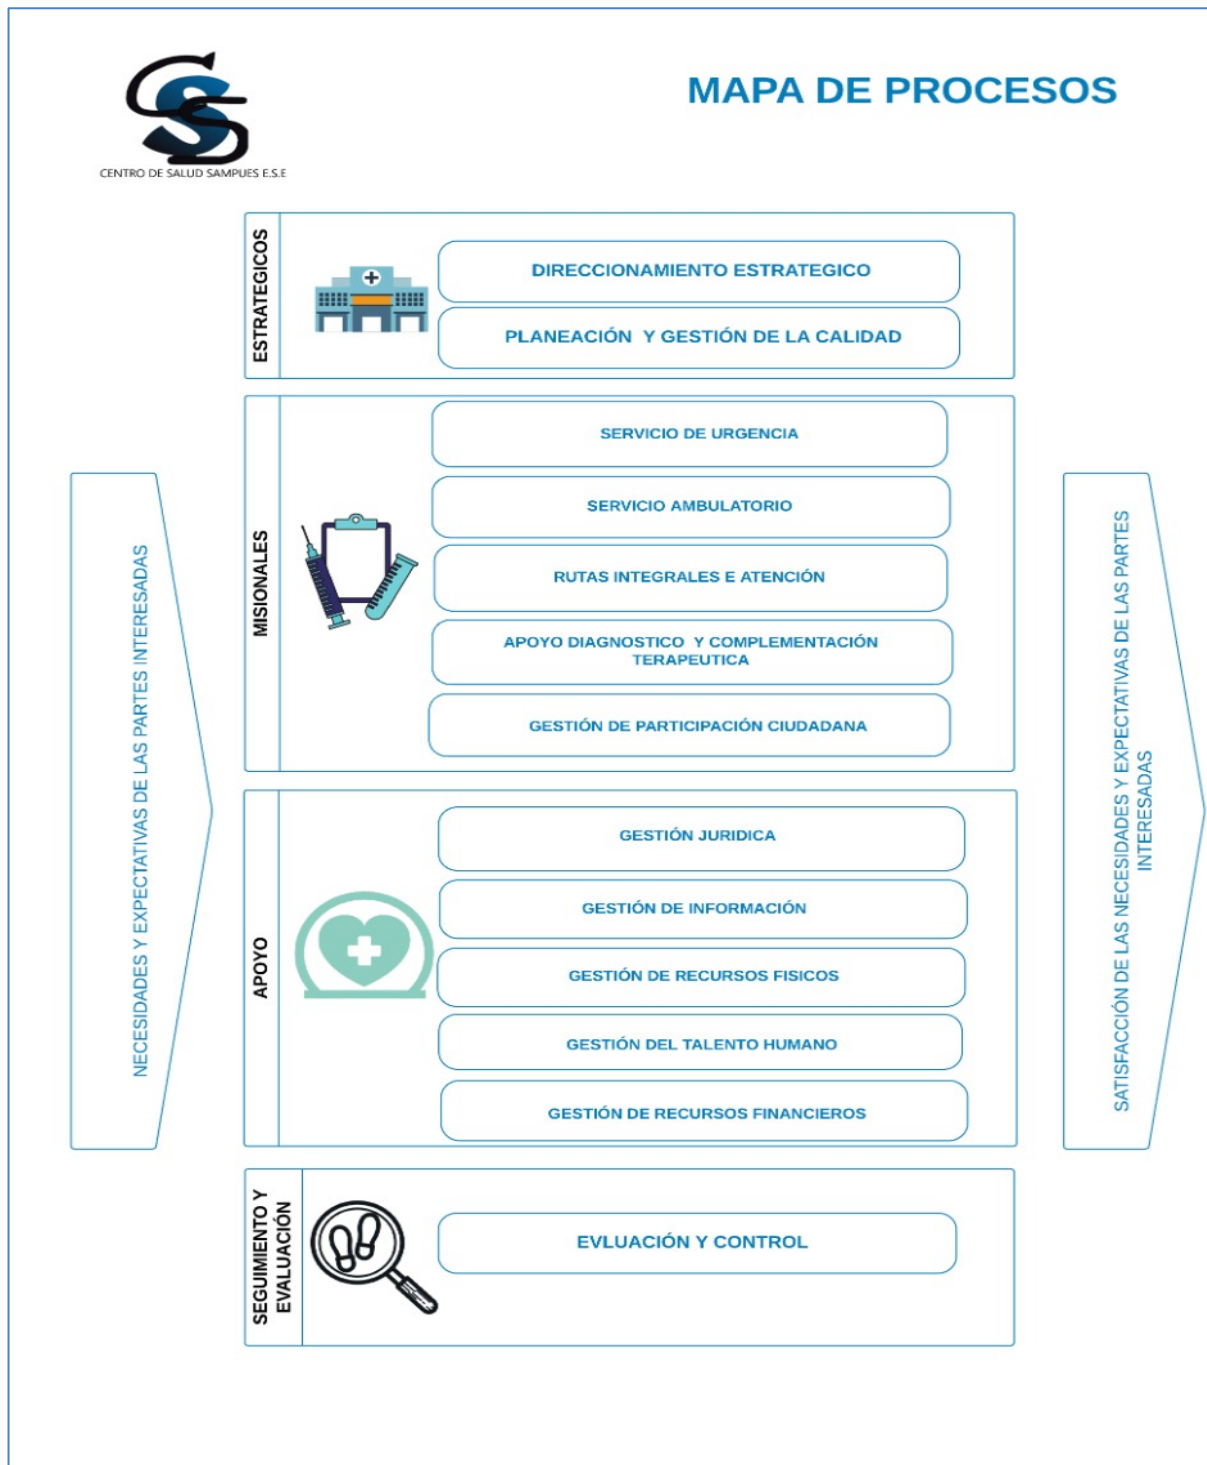 CENTRO DE SALUD SAMPUES E.S.E
MAPA DE PROCESOS
NECESIDADES Y EXPECTATIVAS DE LAS PARTES INTERESADAS
ESTRATEGICOS
DIRECCIONAMIENTO ESTRATEGICO
PLANEACIÓN Y GESTIÓN DE LA CALIDAD
MISIONALES
SERVICIO DE URGENCIA
SERVICIO AMBULATORIO
RUTAS INTEGRALES E ATENCIÓN
APOYO DIAGNOSTICO Y COMPLEMENTACIÓN
TERAPEUTICA
GESTIÓN DE PARTICIPACIÓN CIUDADANA
APOYO
GESTIÓN JURIDICA
GESTIÓN DE INFORMACIÓN
GESTIÓN DE RECURSOS FISICOS
GESTIÓN DEL TALENTO HUMANO
GESTIÓN DE RECURSOS FINANCIEROS
SEGUIMIENTO Y
EVALUACIÓN
EVLUACIÓN Y CONTROL
SATISFACCIÓN DE LAS NECESIDADES Y EXPECTATIVAS DE LAS PARTES
INTERESADAS